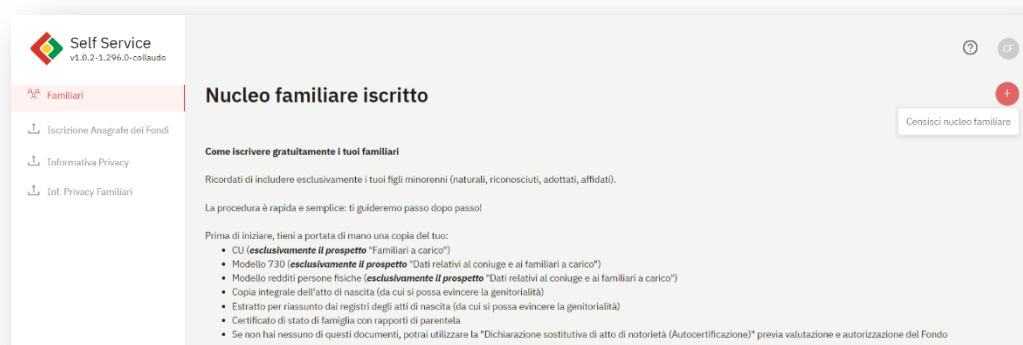 Self Service
v1.0.2-1.296.0-collaudo
CF
Familiari
Iscrizione Anagrafe dei Fondi
Informativa Privacy
Inf. Privacy Familiari
Nucleo familiare iscritto
+
Censisci nucleo familiare
Come iscrivere gratuitamente i tuoi familiari
Ricordati di includere esclusivamente i tuoi figli minorenni (naturali, riconosciuti, adottati, affidati).
La procedura è rapida e semplice: ti guideremo passo dopo passo!
Prima di iniziare, tieni a portata di mano una copia del tuo:
• CU (esclusivamente il prospetto "Familiari a carico")
• Modello 730 (esclusivamente il prospetto "Dati relativi al coniuge e ai familiari a carico")
• Modello redditi persone fisiche (esclusivamente il prospetto "Dati relativi al coniuge e ai familiari a carico")
• Copia integrale dell'atto di nascita (da cui si possa evincere la genitorialità)
• Estratto per riassunto dai registri degli atti di nascita (da cui si possa evincere la genitorialità)
• Certificato di stato di famiglia con rapporti di parentela
• Se non hai nessuno di questi documenti, potrai utilizzare la "Dichiarazione sostitutiva di atto di notorietà (Autocertificazione)" previa valutazione e autorizzazione del Fondo